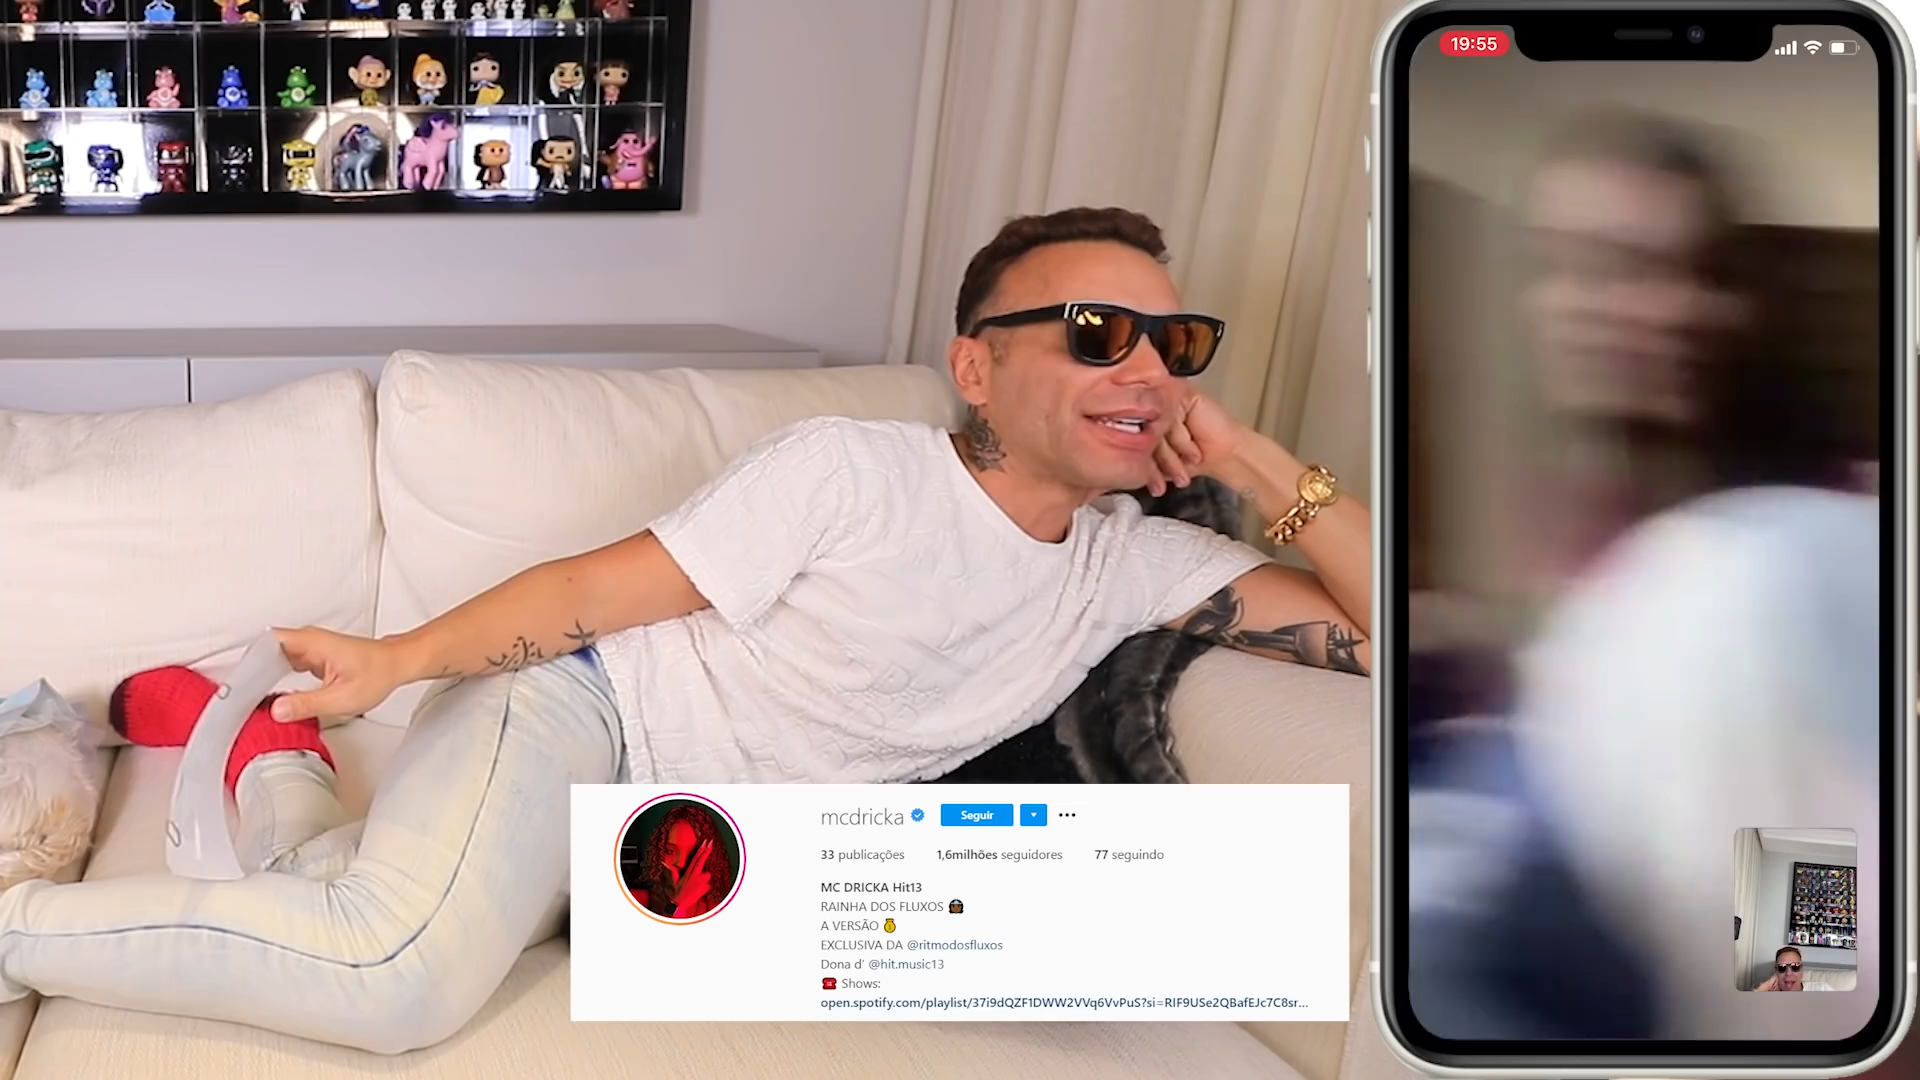 19:55
mcdricka Seguir
33 publicações 1,6milhões seguidores 77 seguindo
MC DRICKA Hit13
RAINHA DOS FLUXOS
A VERSÃO
EXCLUSIVA DA @ritmodosfluxos
Dona d' @hit.music13
Shows:
open.spotify.com/playlist/37i9dQZF1DWW2VVq6VvPuS?si=RIF9USe2QBafEJc7C8sr...